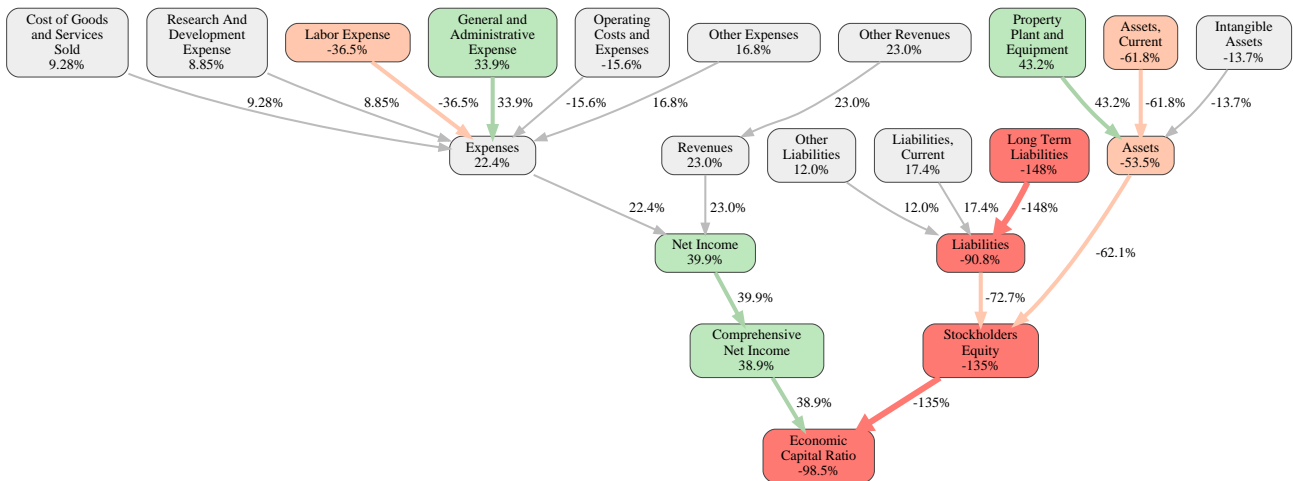 Cost of Goods
and Services
Sold
9.28%
Research And
Development
Expense
8.85%
Labor Expense
-36.5%
General and
Administrative
Expense
33.9%
Operating
Costs and
Expenses
-15.6%
Other Expenses
16.8%
Other Revenues
23.0%
Property
Plant and
Equipment
43.2%
Assets,
Current
-61.8%
Intangible
Assets
-13.7%
9.28%
8.85%
-36.5%
33.9%
-15.6%
16.8%
23.0%
43.2%
-61.8%
-13.7%
Expenses
22.4%
Revenues
23.0%
Other
Liabilities
12.0%
Liabilities,
Current
17.4%
Long Term
Liabilities
-148%
Assets
-53.5%
22.4%
23.0%
12.0%
17.4%
-148%
Net Income
39.9%
Liabilities
-90.8%
-62.1%
39.9%
-72.7%
Comprehensive
Net Income
38.9%
Stockholders
Equity
-135%
38.9%
-135%
Economic
Capital Ratio
-98.5%